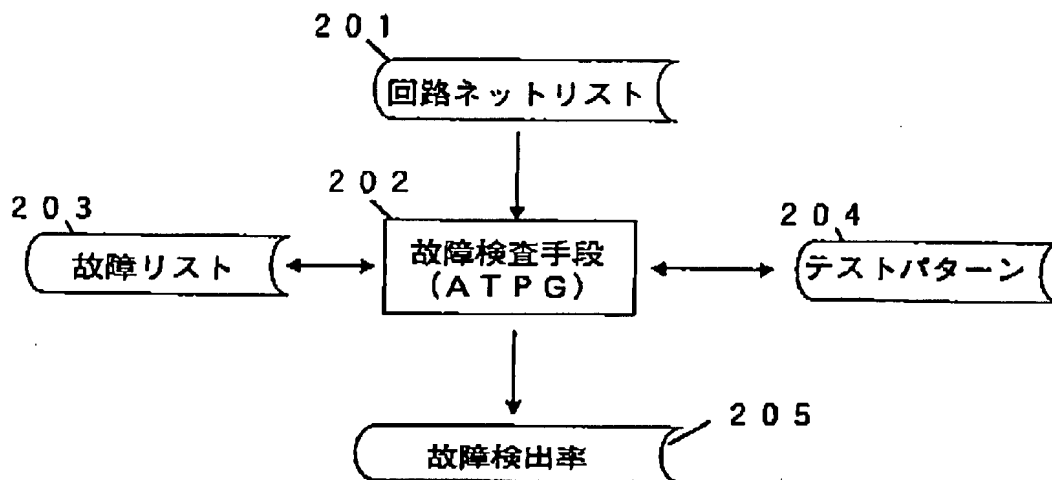 ２０１
回路ネットリスト
２０２
２０３
２０４
故障リスト
故障検査手段
(ＡＴＰＧ)
テストパターン
２０５
故障検出率